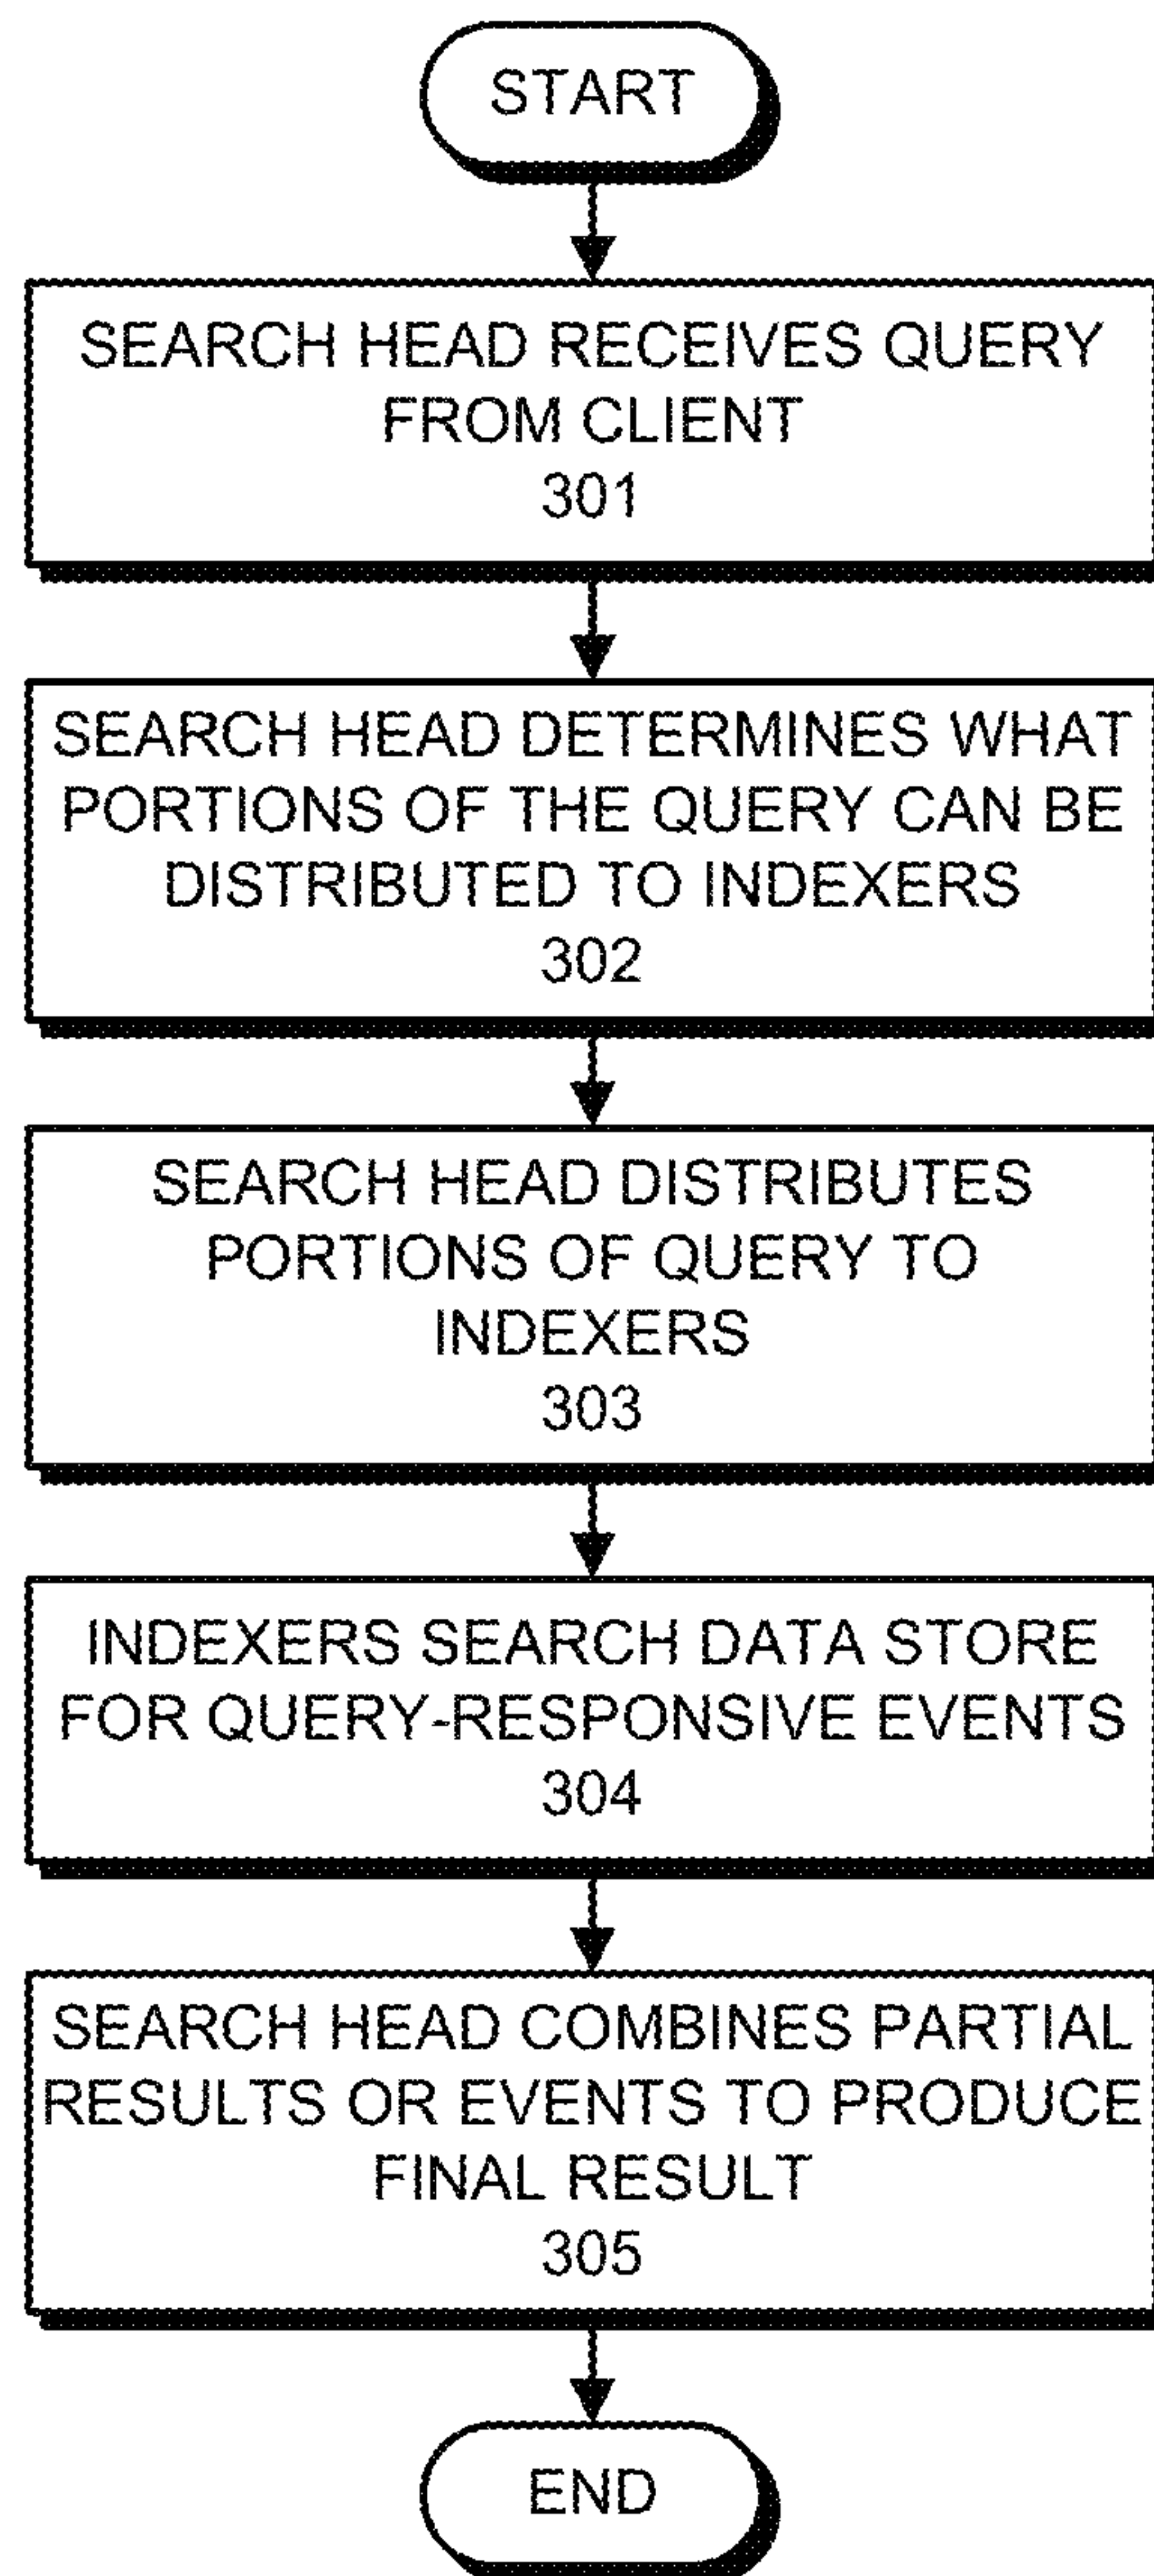 START
SEARCH HEAD RECEIVES QUERY
FROM CLIENT
301
SEARCH HEAD DETERMINES WHAT
PORTIONS OF THE QUERY CAN BE
DISTRIBUTED TO INDEXERS
302
SEARCH HEAD DISTRIBUTES
PORTIONS OF QUERY TO
INDEXERS
303
INDEXERS SEARCH DATA STORE
FOR QUERY-RESPONSIVE EVENTS
304
SEARCH HEAD COMBINES PARTIAL
RESULTS OR EVENTS TO PRODUCE
FINAL RESULT
305
END